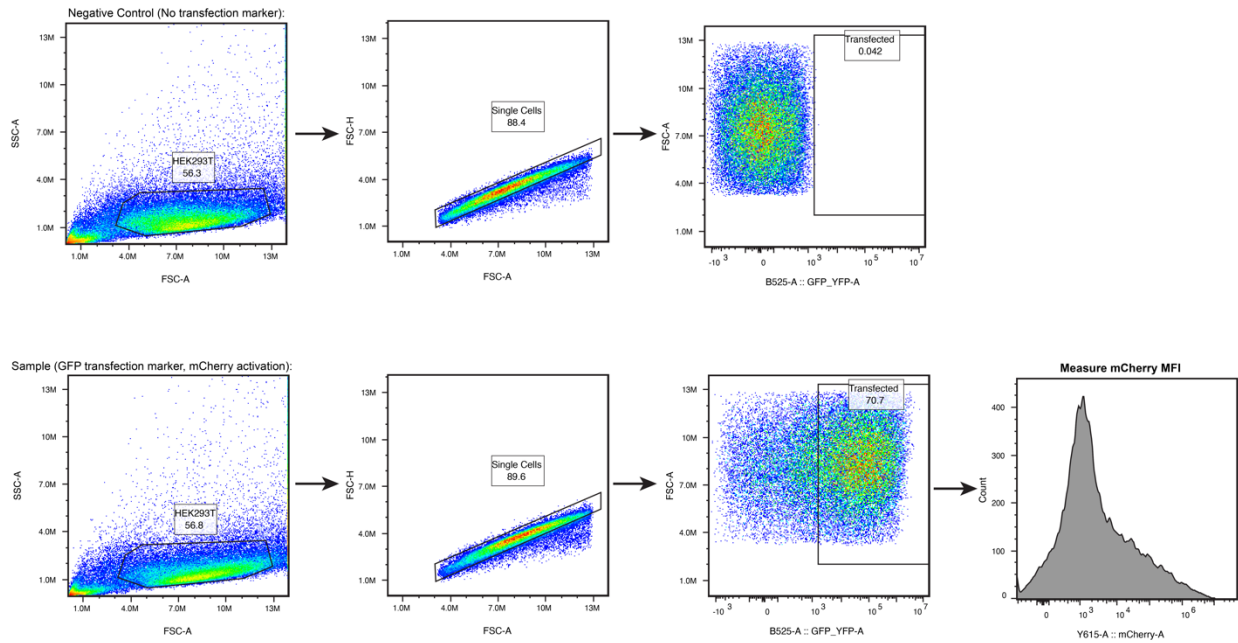 Negative Control (No transfection marker):
13M
10M
7.0M
4.0M
1.0M
SSC-A
HEK293T
56.3
1.0M 4.0M 7.0M 10M 13M
FSC-A
13M
10M
7.0M
4.0M
1.0M
FSC-H
Single Cells
88.4
1.0M 4.0M 7.0M 10M 13M
FSC-A
13M
10M
7.0M
4.0M
1.0M
FSC-A
Transfected
0.042
-10 3 0 10 3 10 5 10 7
B525-A :: GFP_YFP-A
Sample (GFP transfection marker, mCherry activation):
13M
10M
7.0M
4.0M
1.0M
SSC-A
HEK293T
56.8
1.0M 4.0M 7.0M 10M 13M
FSC-A
13M
10M
7.0M
4.0M
1.0M
FSC-H
Single Cells
89.6
1.0M 4.0M 7.0M 10M 13M
FSC-A
13M
10M
7.0M
4.0M
1.0M
FSC-A
Transfected
70.7
-10 3 0 10 3 10 5 10 7
B525-A :: GFP_YFP-A
Measure mCherry MFI
400
300
200
100
0
Count
0 10 3 10 4 10 6
Y615-A :: mCherry-A